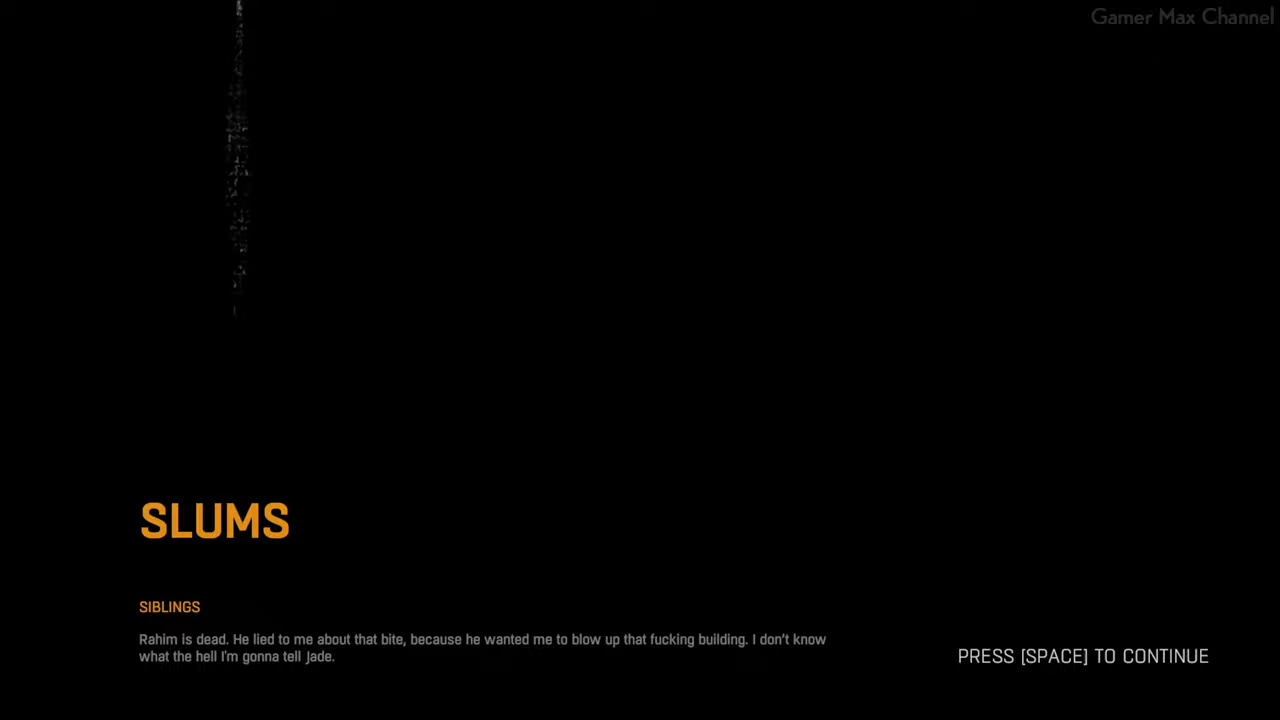 Gamer Max Channel
SLUMS
SIBLINGS
Rahim is dead. He lied to me about that bite, because he wanted me to blow up that fucking building. I don't know
what the hell I'm gonna tell Jade.
PRESS [SPACE] TO CONTINUE